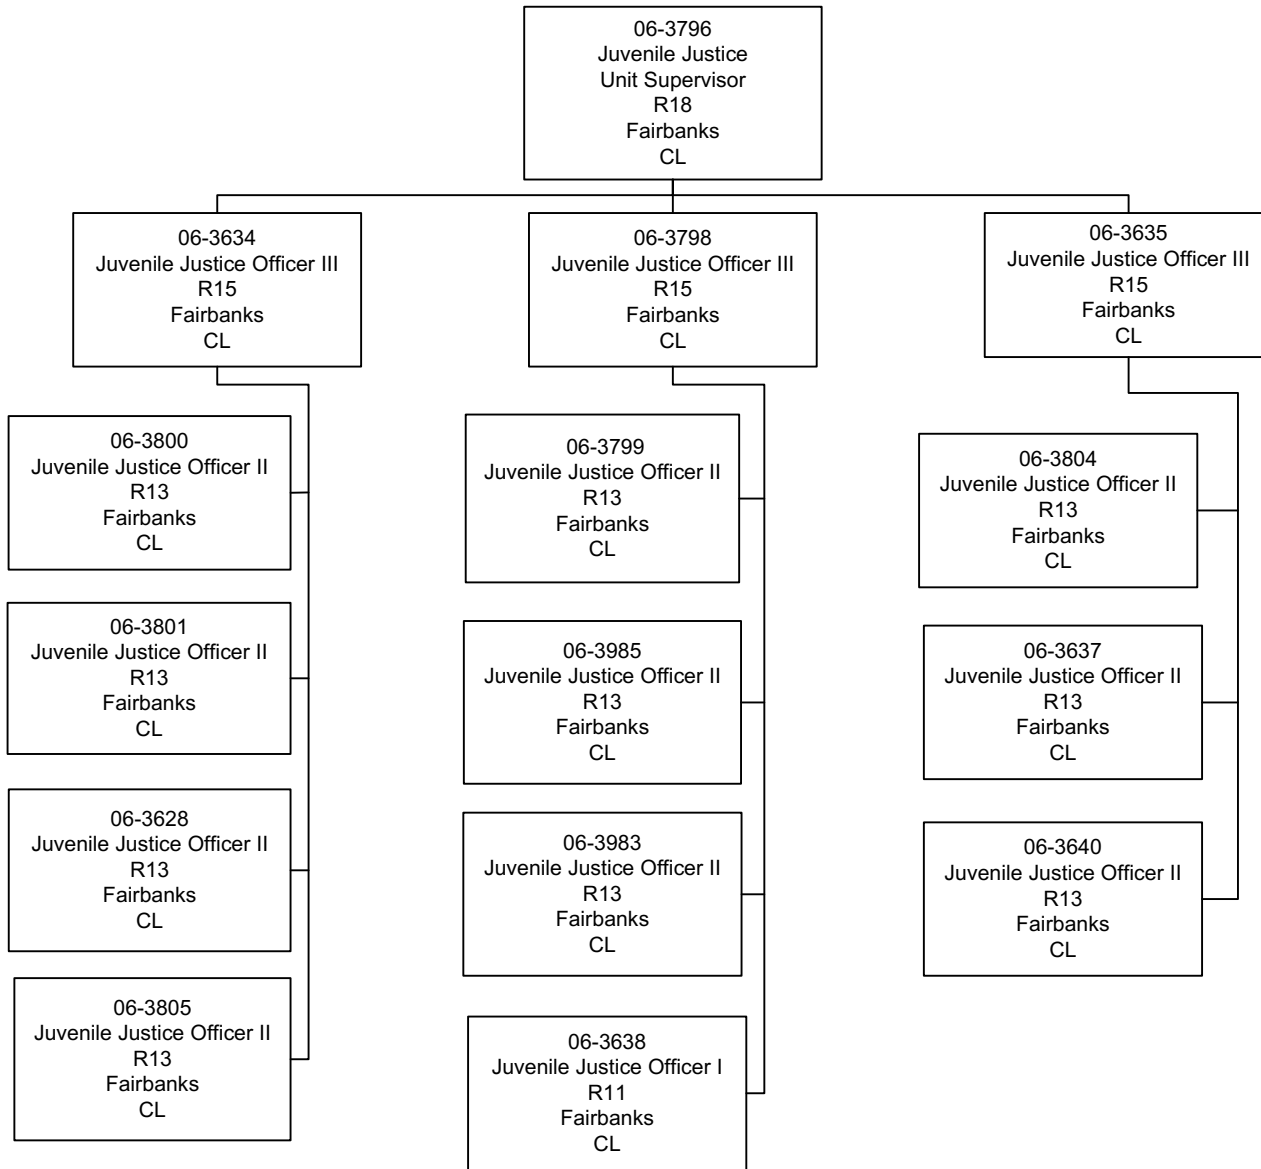 06-3796
Juvenile Justice
Unit Supervisor
R18
Fairbanks
CL
06-3634
Juvenile Justice Officer III
R15
Fairbanks
CL
06-3798
Juvenile Justice Officer III
R15
Fairbanks
CL
06-3635
Juvenile Justice Officer III
R15
Fairbanks
CL
06-3800
Juvenile Justice Officer II
R13
Fairbanks
CL
06-3801
Juvenile Justice Officer II
R13
Fairbanks
CL
06-3628
Juvenile Justice Officer II
R13
Fairbanks
CL
06-3805
Juvenile Justice Officer II
R13
Fairbanks
CL
06-3799
Juvenile Justice Officer II
R13
Fairbanks
CL
06-3985
Juvenile Justice Officer II
R13
Fairbanks
CL
06-3983
Juvenile Justice Officer II
R13
Fairbanks
CL
06-3638
Juvenile Justice Officer I
R11
Fairbanks
CL
06-3804
Juvenile Justice Officer II
R13
Fairbanks
CL
06-3637
Juvenile Justice Officer II
R13
Fairbanks
CL
06-3640
Juvenile Justice Officer II
R13
Fairbanks
CL